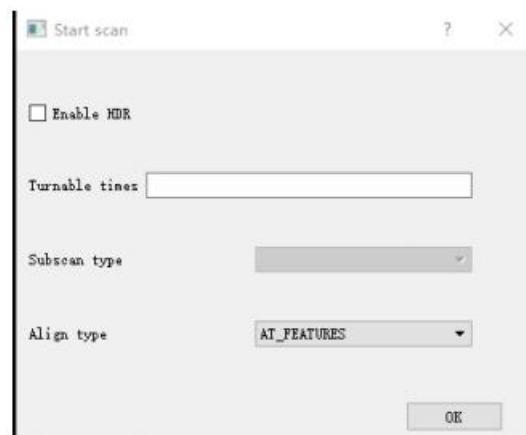 Start scan ?
Enable HDR
Turnable times
Subscan type
Align type AT_FEATURES
OK